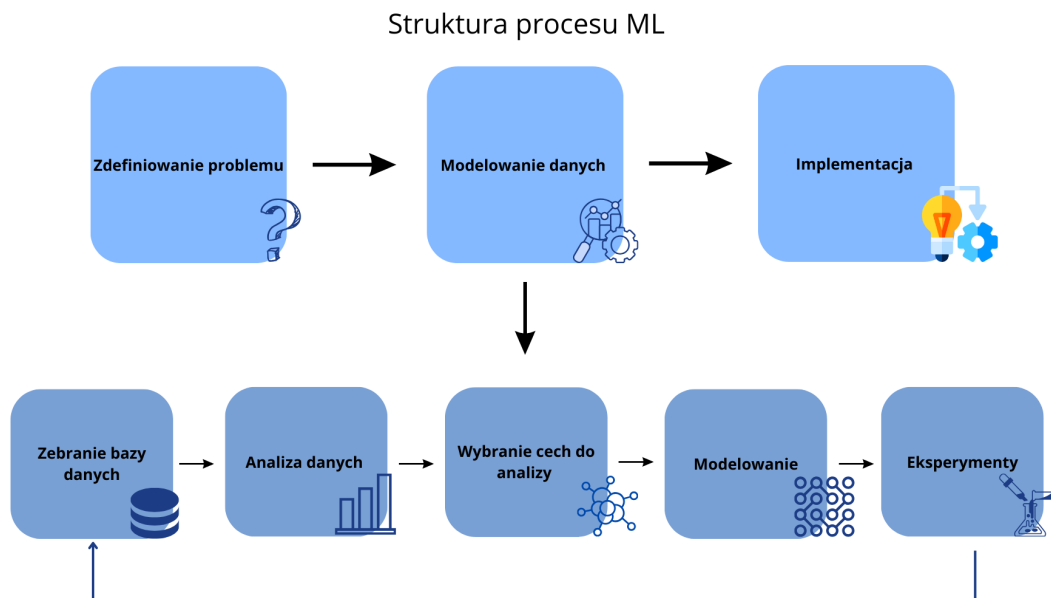 Struktura procesu ML
Zdefiniowanie problemu
Modelowanie danych
Implementacja
Zebranie bazy
danych
Analiza danych
Wybranie cech do
analizy
Modelowanie
Eksperymenty